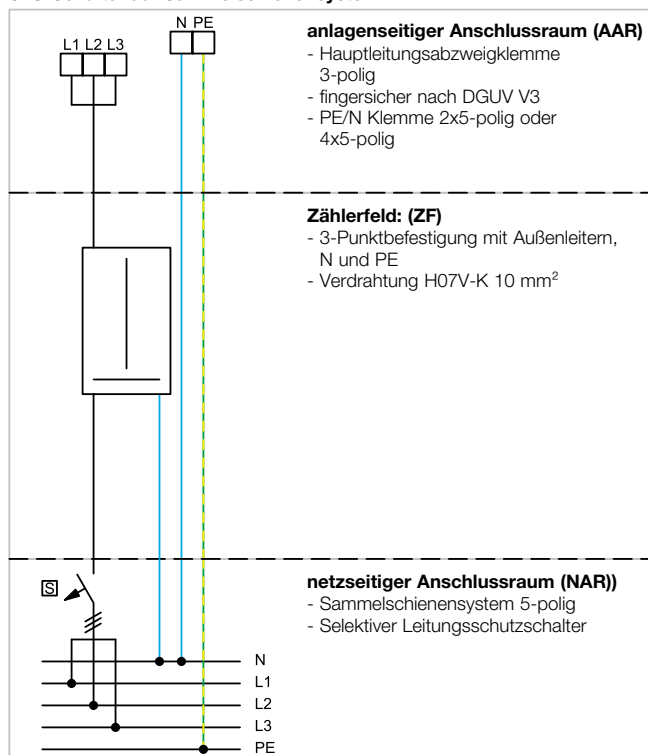 N PE
L1 L2 L3
anlagenseitiger Anschlussraum (AAR)
- Hauptleitungsabzweigklemme
3-polig
- fingersicher nach DGUV V3
- PE/N Klemme 2x5-polig oder
4x5-polig
Zählerfeld: (ZF)
- 3-Punktbefestigung mit Außenleitern,
N und PE
- Verdrahtung H07V-K 10 mm²
netzseitiger Anschlussraum (NAR))
- Sammelschienensystem 5-polig
- Selektiver Leitungsschutzschalter
S
N
L1
L2
L3
PE